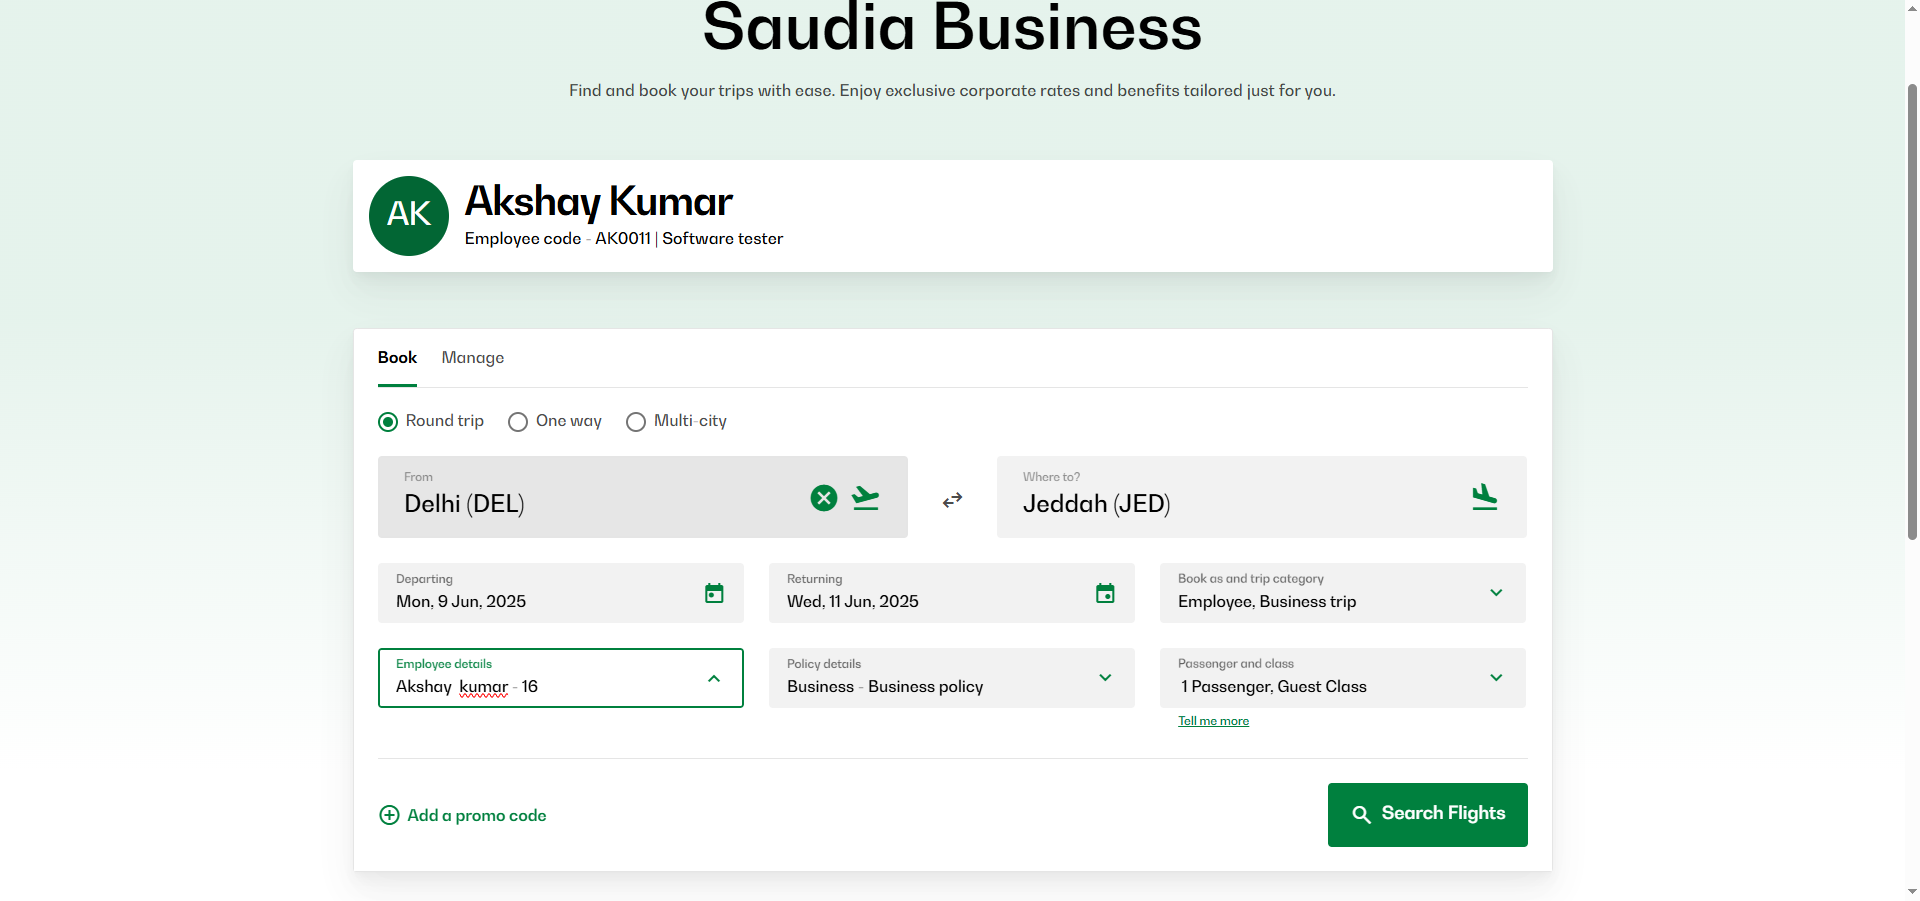 Saudia Business
Find and book your trips with ease. Enjoy exclusive corporate rates and benefits tailored just for you.
AK
Akshay Kumar
Employee code - AK0011 | Software tester
Book Manage
Round trip One way Multi-city
From
Delhi (DEL)
Where to?
Jeddah (JED)
Departing
Mon, 9 Jun, 2025
Returning
Wed, 11 Jun, 2025
Book as and trip category
Employee, Business trip
Employee details
Akshay  kumar - 16
Policy details
Business - Business policy
Passenger and class
1 Passenger, Guest Class
Tell me more
Add a promo code
Search Flights